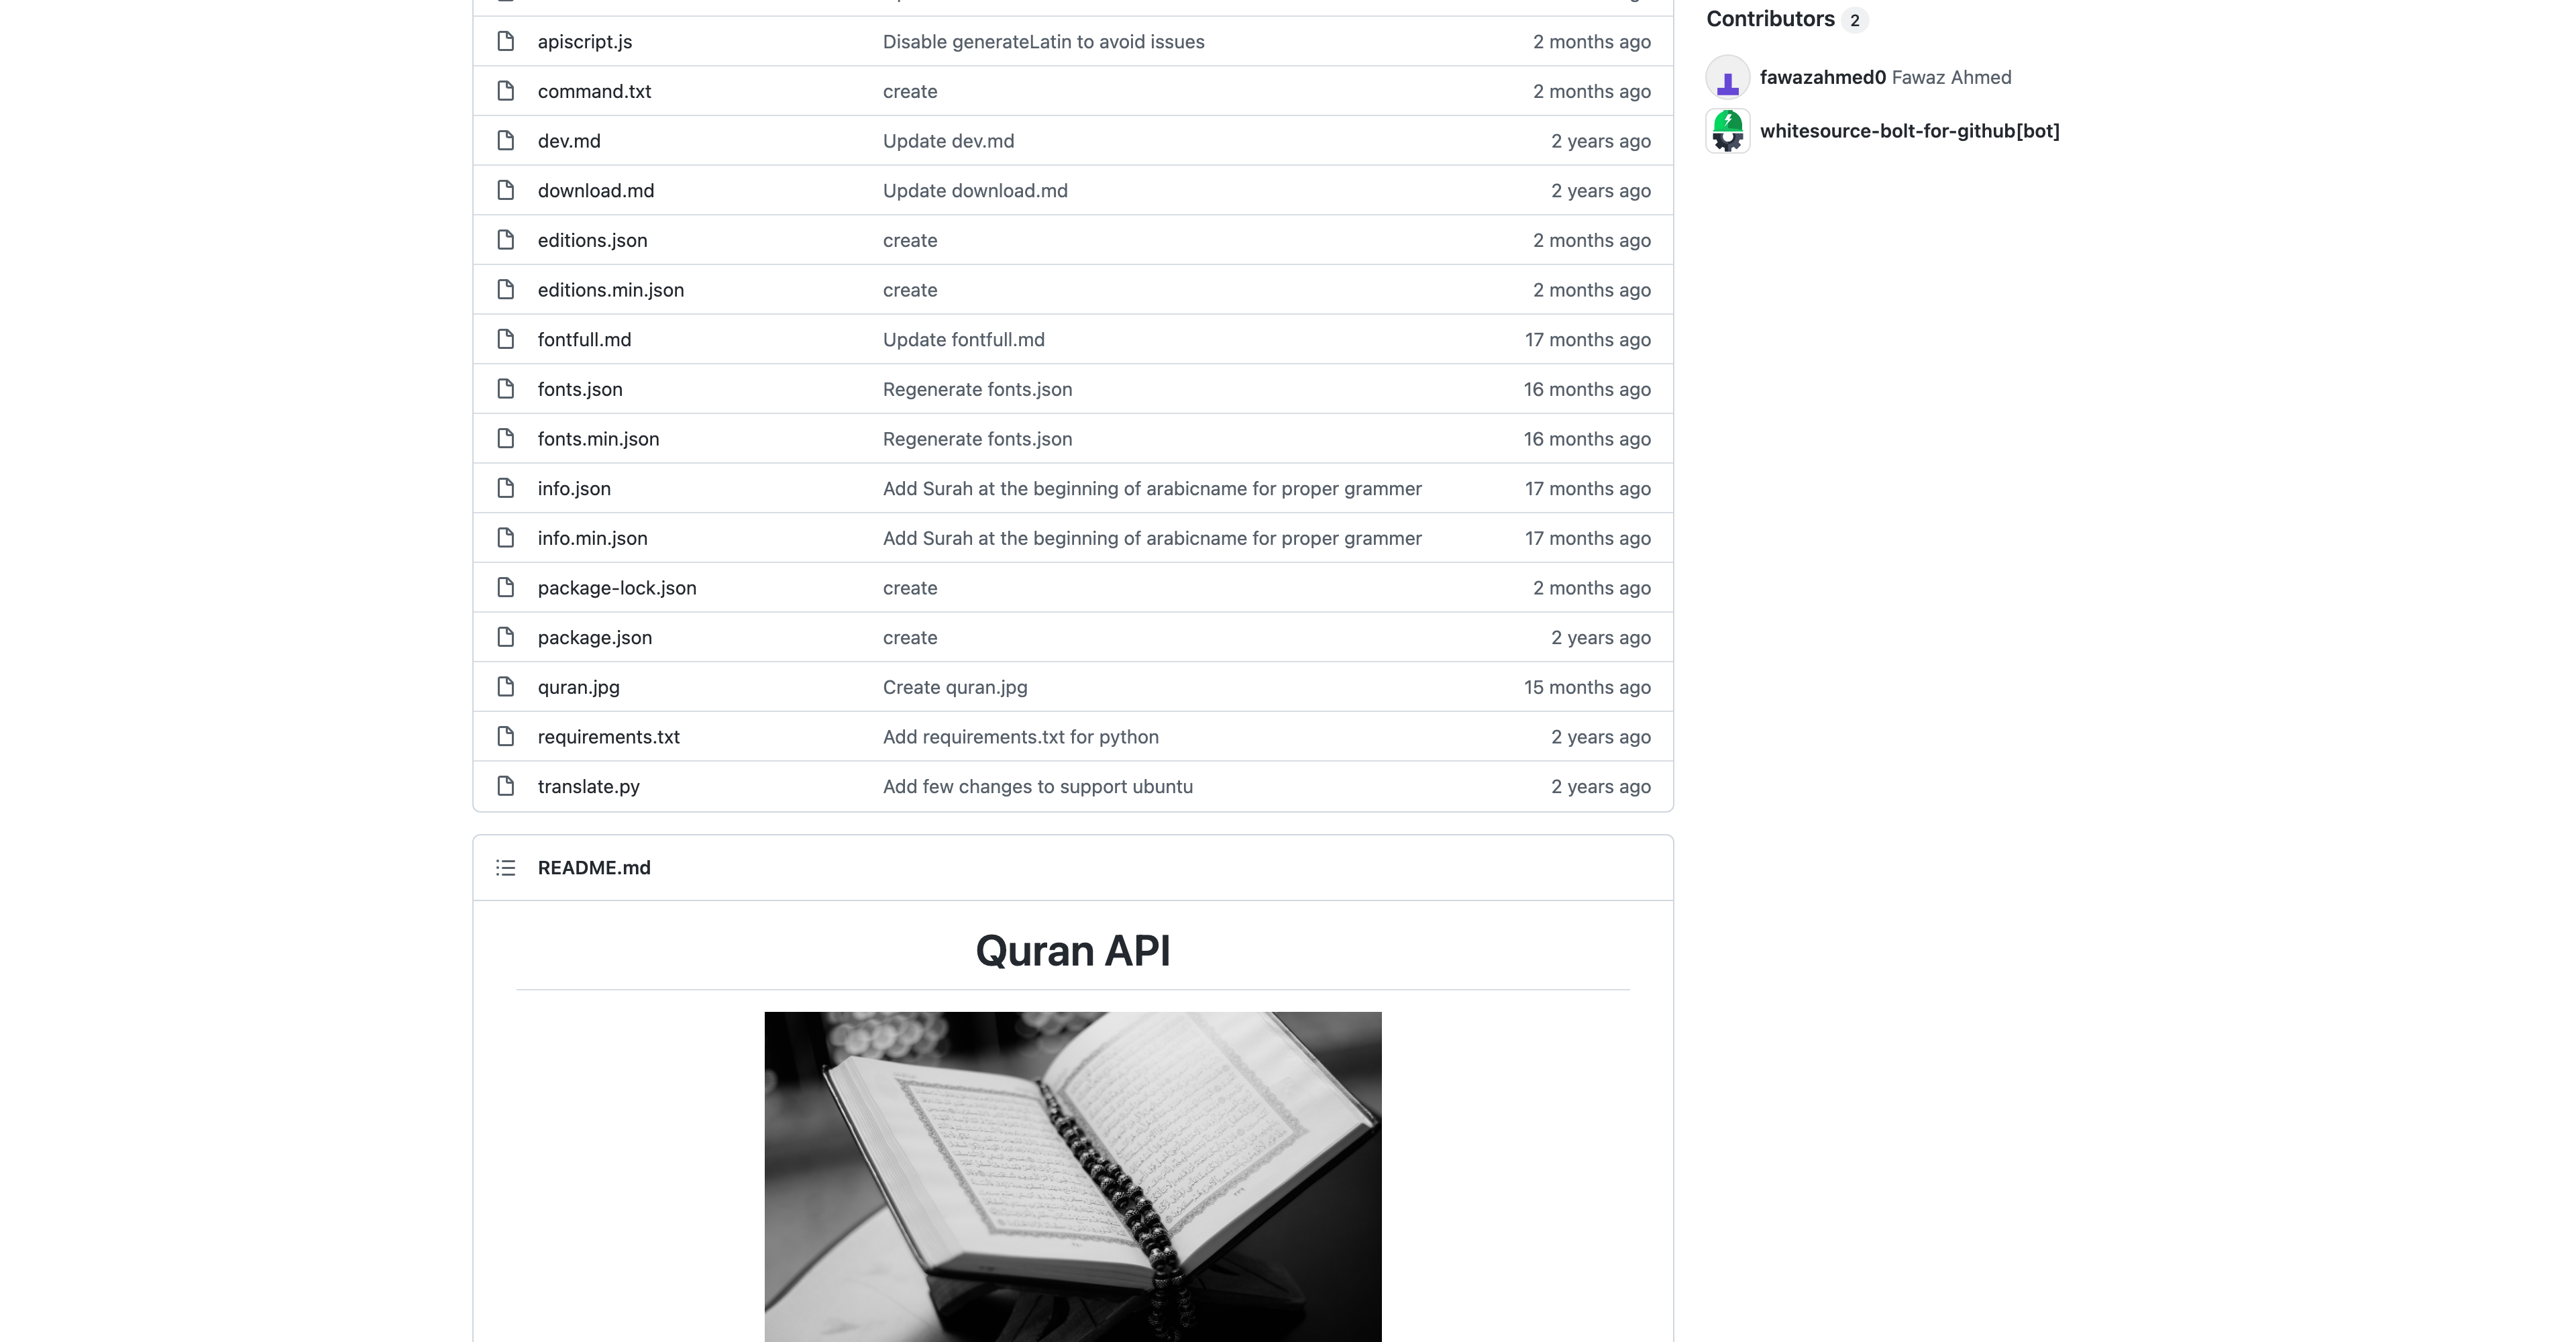 apiscript.js Disable generateLatin to avoid issues 2 months ago
command.txt create 2 months ago
dev.md Update dev.md 2 years ago
download.md Update download.md 2 years ago
editions.json create 2 months ago
editions.min.json create 2 months ago
fontfull.md Update fontfull.md 17 months ago
fonts.json Regenerate fonts.json 16 months ago
fonts.min.json Regenerate fonts.json 16 months ago
info.json Add Surah at the beginning of arabicname for proper grammer 17 months ago
info.min.json Add Surah at the beginning of arabicname for proper grammer 17 months ago
package-lock.json create 2 months ago
package.json create 2 years ago
quran.jpg Create quran.jpg 15 months ago
requirements.txt Add requirements.txt for python 2 years ago
translate.py Add few changes to support ubuntu 2 years ago
README.md
Quran API
Contributors 2
fawazahmed0 Fawaz Ahmed
whitesource-bolt-for-github[bot]